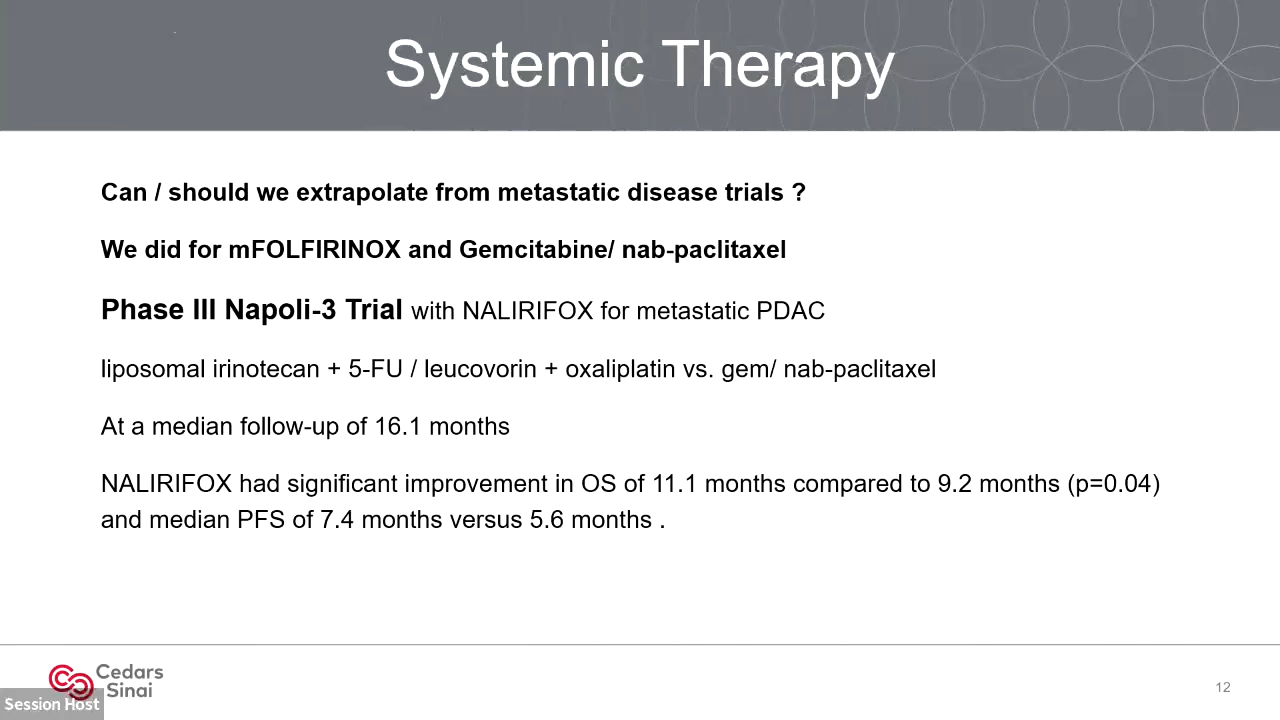 Systemic Therapy
Can / should we extrapolate from metastatic disease trials ?
We did for mFOLFIRINOX and Gemcitabine/ nab-paclitaxel
Phase III Napoli-3 Trial with NALIRIFOX for metastatic PDAC
liposomal irinotecan + 5-FU / leucovorin + oxaliplatin vs. gem/ nab-paclitaxel
At a median follow-up of 16.1 months
NALIRIFOX had significant improvement in OS of 11.1 months compared to 9.2 months (p=0.04)
and median PFS of 7.4 months versus 5.6 months .
Cedars
Sinai
Session Host
12